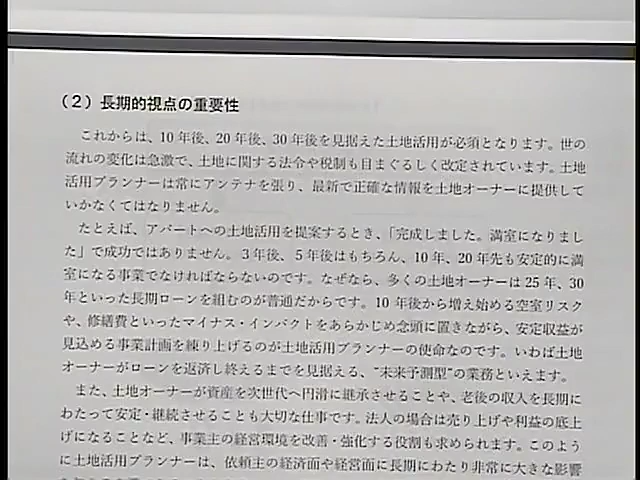 （2）長期的視点の重要性
これからは、10年後、20年後、30年後を見据えた土地活用が必須となります。世の
流れの変化は急激で、土地に関する法令や税制も目まぐるしく改定されています。土地
活用プランナーは常にアンテナを張り、最新で正確な情報を土地オーナーに提供して
いかなくてはなりません。
たとえば、アパートへの土地活用を提案するとき、「完成しました。満室になりまし
た」で成功ではありません。3年後、5年後はもちろん、10年、20年先も安定的に満
室になる事業でなければならないのです。なぜなら、多くの土地オーナーは25年、30
年といった長期ローンを組むのが普通だからです。10年後から増え始める空室リスク
や、修繕費といったマイナス・インパクトをあらかじめ念頭に置きながら、安定収益が
見込める事業計画を練り上げるのが土地活用プランナーの使命なのです。いわば土地
オーナーがローンを返済し終えるまでを見据える、“未来予測型”の業務といえます。
また、土地オーナーが資産を次世代へ円滑に継承させることや、老後の収入を長期に
わたって安定・継続させることも大切な仕事です。法人の場合は売り上げや利益の底上
げになることなど、事業主の経営環境を改善・強化する役割も求められます。このよう
に土地活用プランナーは、依頼主の経済面や経営面に長期にわたり非常に大きな影響